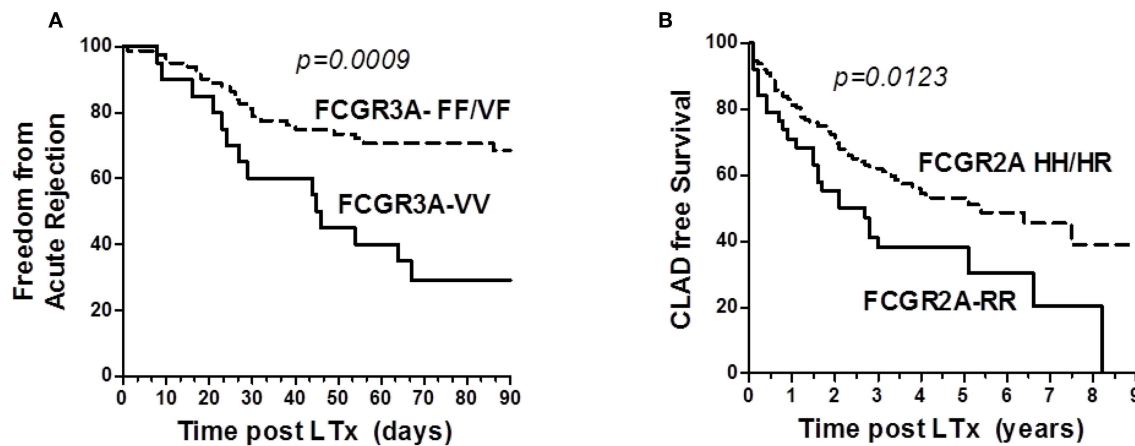 A
p=0.0009
FCGR3A- FF/VF
FCGR3A-VV
Freedom from
Acute Rejection
100
80
60
40
20
0
0 10 20 30 40 50 60 70 80 90
Time post LTx (days)
B
p=0.0123
FCGR2A HH/HR
FCGR2A-RR
CLAD free Survival
100
80
60
40
20
0
0 1 2 3 4 5 6 7 8 9
Time post LTx (years)